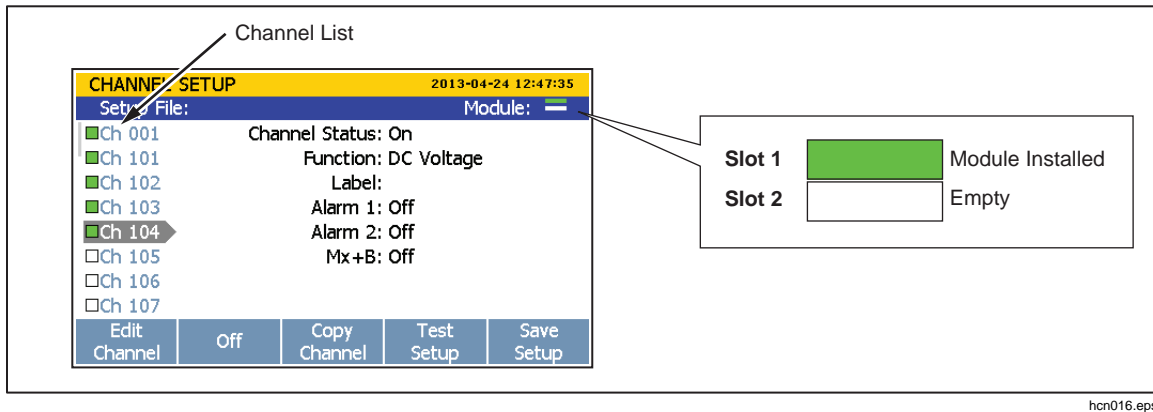 Channel List
CHANNEL SETUP 2013-04-24 12:47:35
Setup File: Module:
Ch 001 Channel Status: On
Ch 101 Function: DC Voltage
Ch 102 Label:
Ch 103 Alarm 1: Off
Ch 104 Alarm 2: Off
Ch 105 Mx+B: Off
Ch 106
Ch 107
Edit Channel Off Copy Channel Test Setup Save Setup
Slot 1 Module Installed
Slot 2 Empty
hcn016.eps